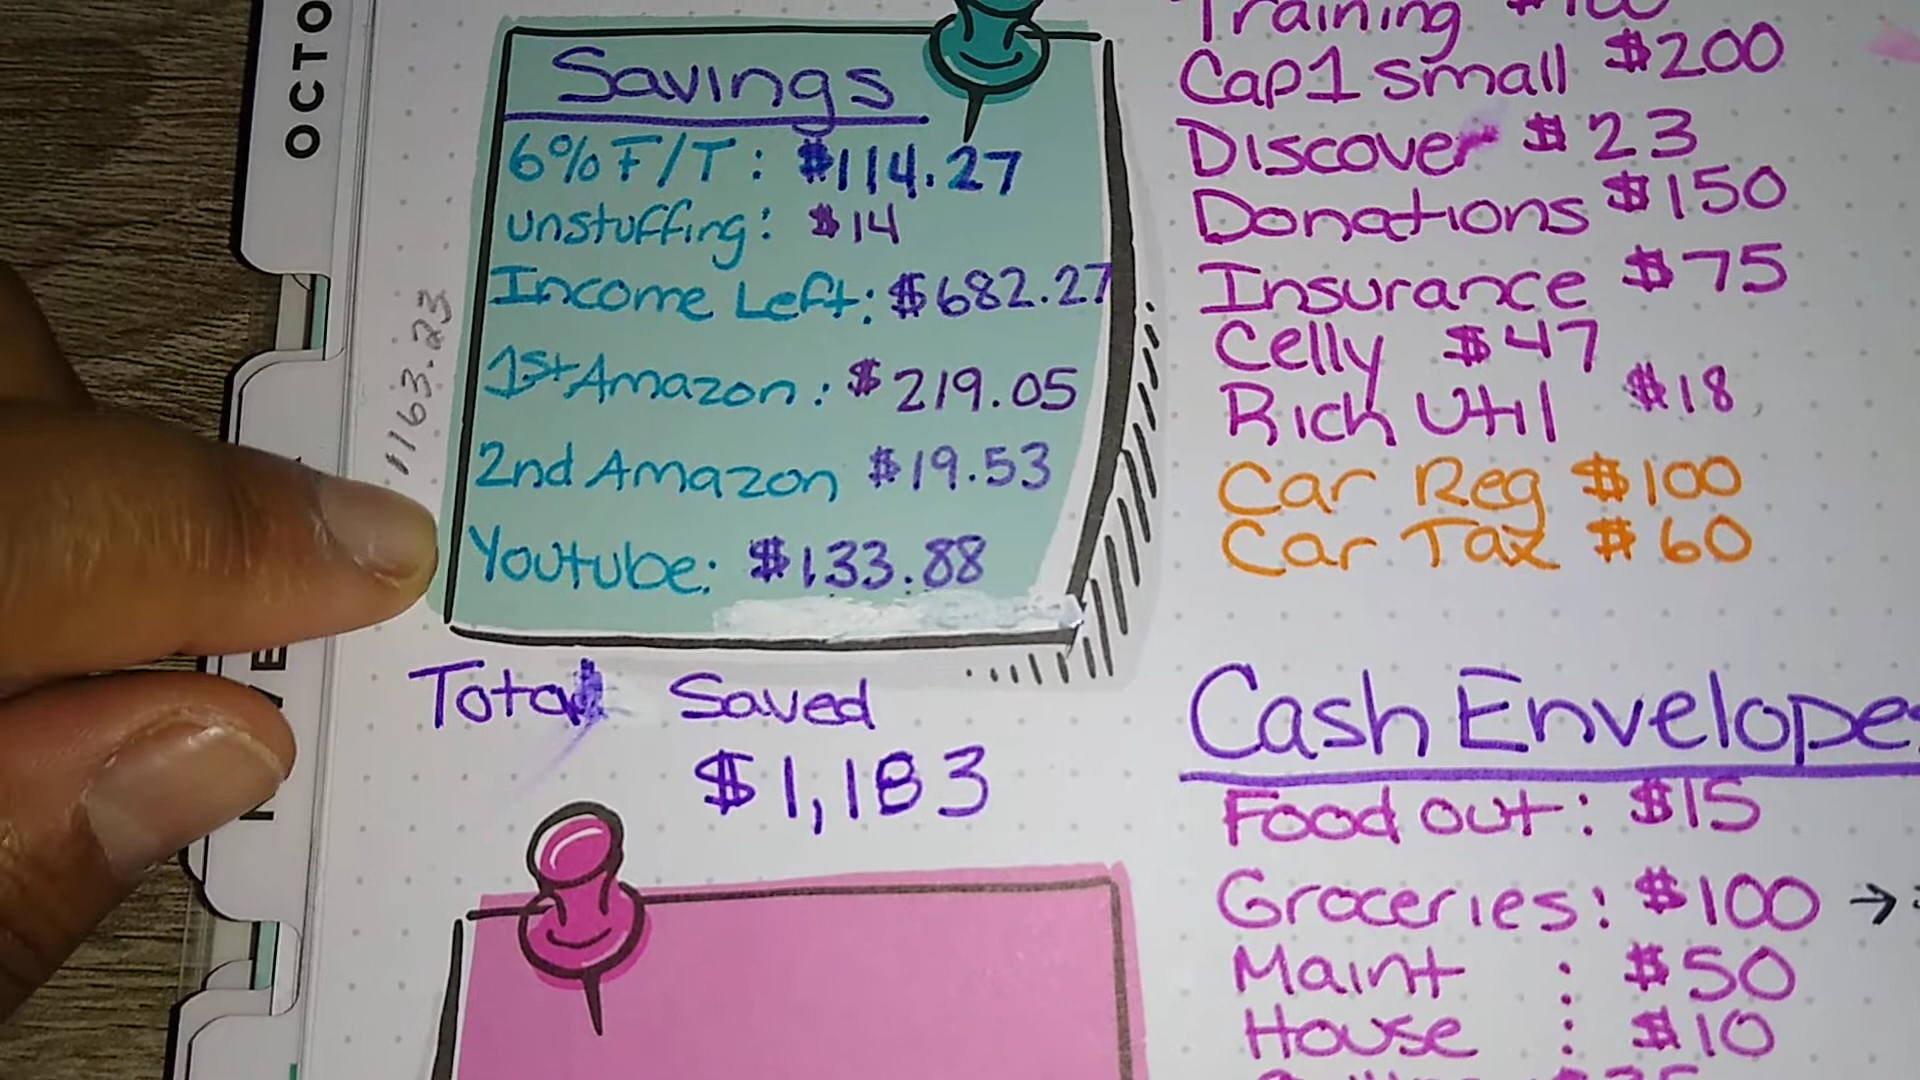 OCTO
Savings
6% F/T: $114.27
unstuffing: $14
Income Left: $682.27
1st Amazon: $219.05
2nd Amazon $19.53
Youtube: $133.88
1163.23
Total Saved
$1,183
Training $100
Cap1 small $200
Discover $23
Donations $150
Insurance $75
Celly $47
Rich Util $18
Car Reg $100
Car Tax $60
Cash Envelope
Food out: $15
Groceries: $100 →
Maint : $50
House : $10